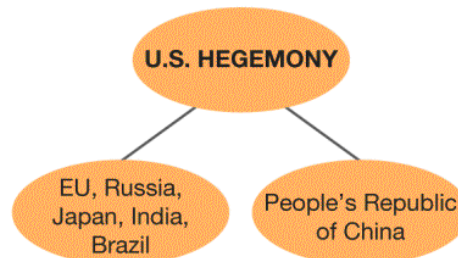 U.S. HEGEMONY
EU, Russia,
Japan, India,
Brazil
People's Republic
of China